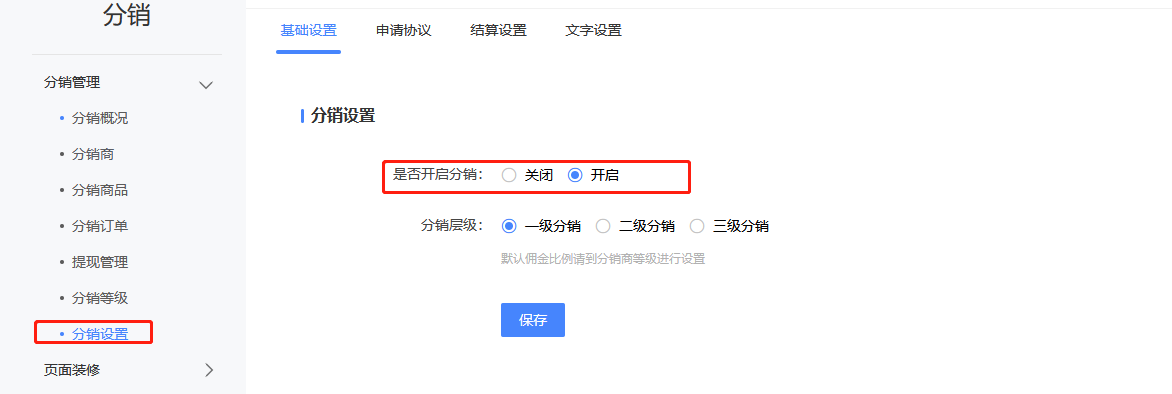 分销
分销管理
分销概况
分销商
分销商品
分销订单
提现管理
分销等级
分销设置
页面装修
基础设置 申请协议 结算设置 文字设置
分销设置
是否开启分销： 关闭 开启
分销层级： 一级分销 二级分销 三级分销
默认佣金比例请到分销商等级进行设置
保存